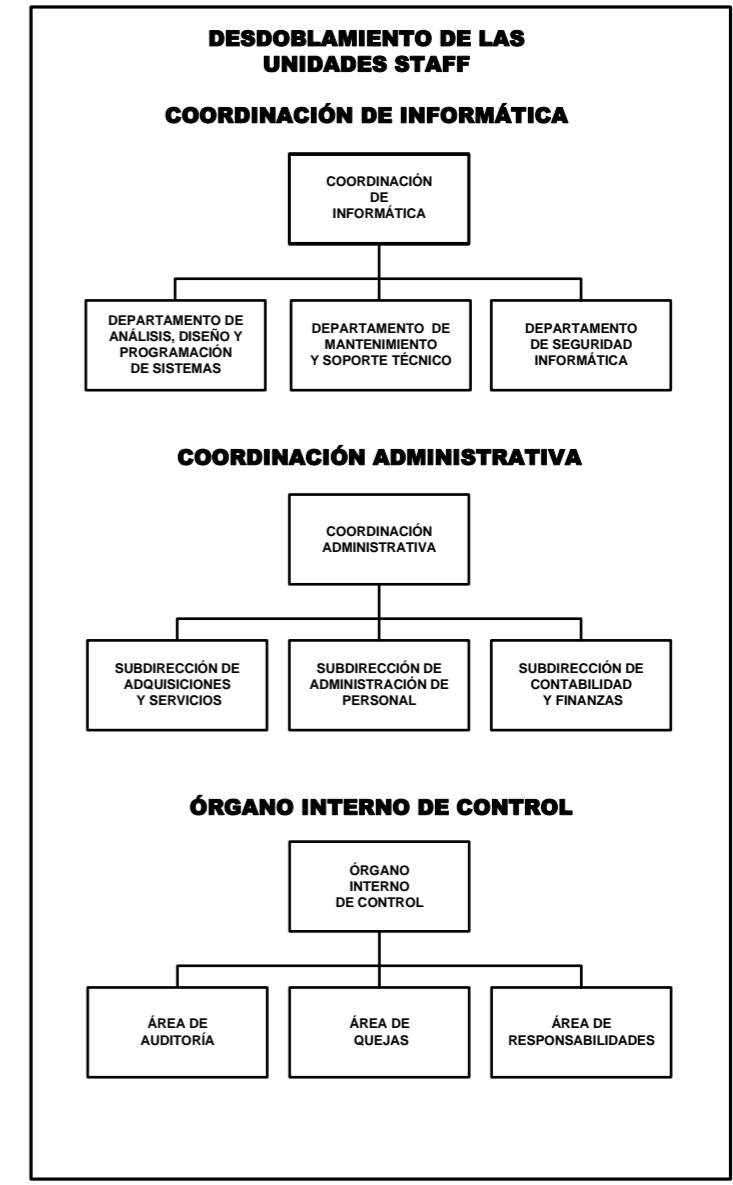 DESDOBLAMIENTO DE LAS
UNIDADES STAFF
COORDINACIÓN DE INFORMÁTICA
COORDINACIÓN
DE
INFORMÁTICA
DEPARTAMENTO DE
ANÁLISIS, DISEÑO Y
PROGRAMACIÓN
DE SISTEMAS
DEPARTAMENTO DE
MANTENIMIENTO
Y SOPORTE TÉCNICO
DEPARTAMENTO
DE SEGURIDAD
INFORMÁTICA
COORDINACIÓN ADMINISTRATIVA
COORDINACIÓN
ADMINISTRATIVA
SUBDIRECCIÓN DE
ADQUISICIONES
Y SERVICIOS
SUBDIRECCIÓN DE
ADMINISTRACIÓN DE
PERSONAL
SUBDIRECCIÓN DE
CONTABILIDAD
Y FINANZAS
ÓRGANO INTERNO DE CONTROL
ÓRGANO
INTERNO
DE CONTROL
ÁREA DE
AUDITORÍA
ÁREA DE
QUEJAS
ÁREA DE
RESPONSABILIDADES